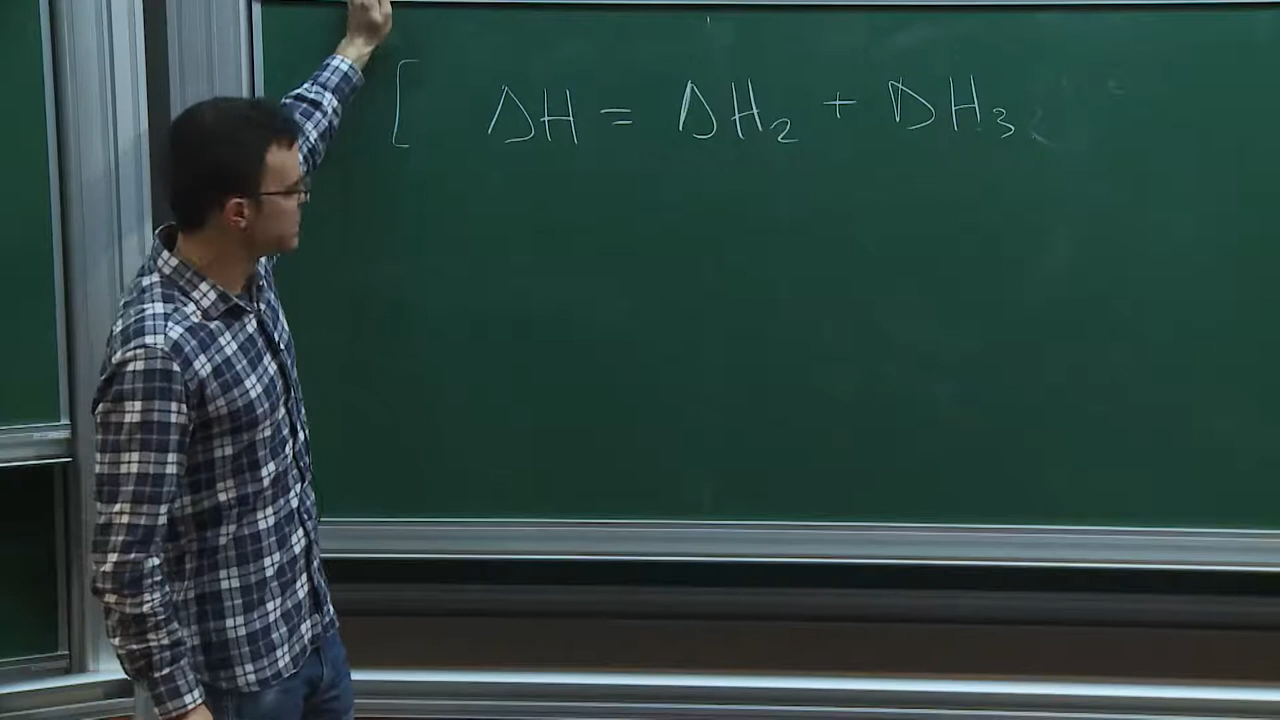 [ ΔH = ΔH₂ + ΔH₃